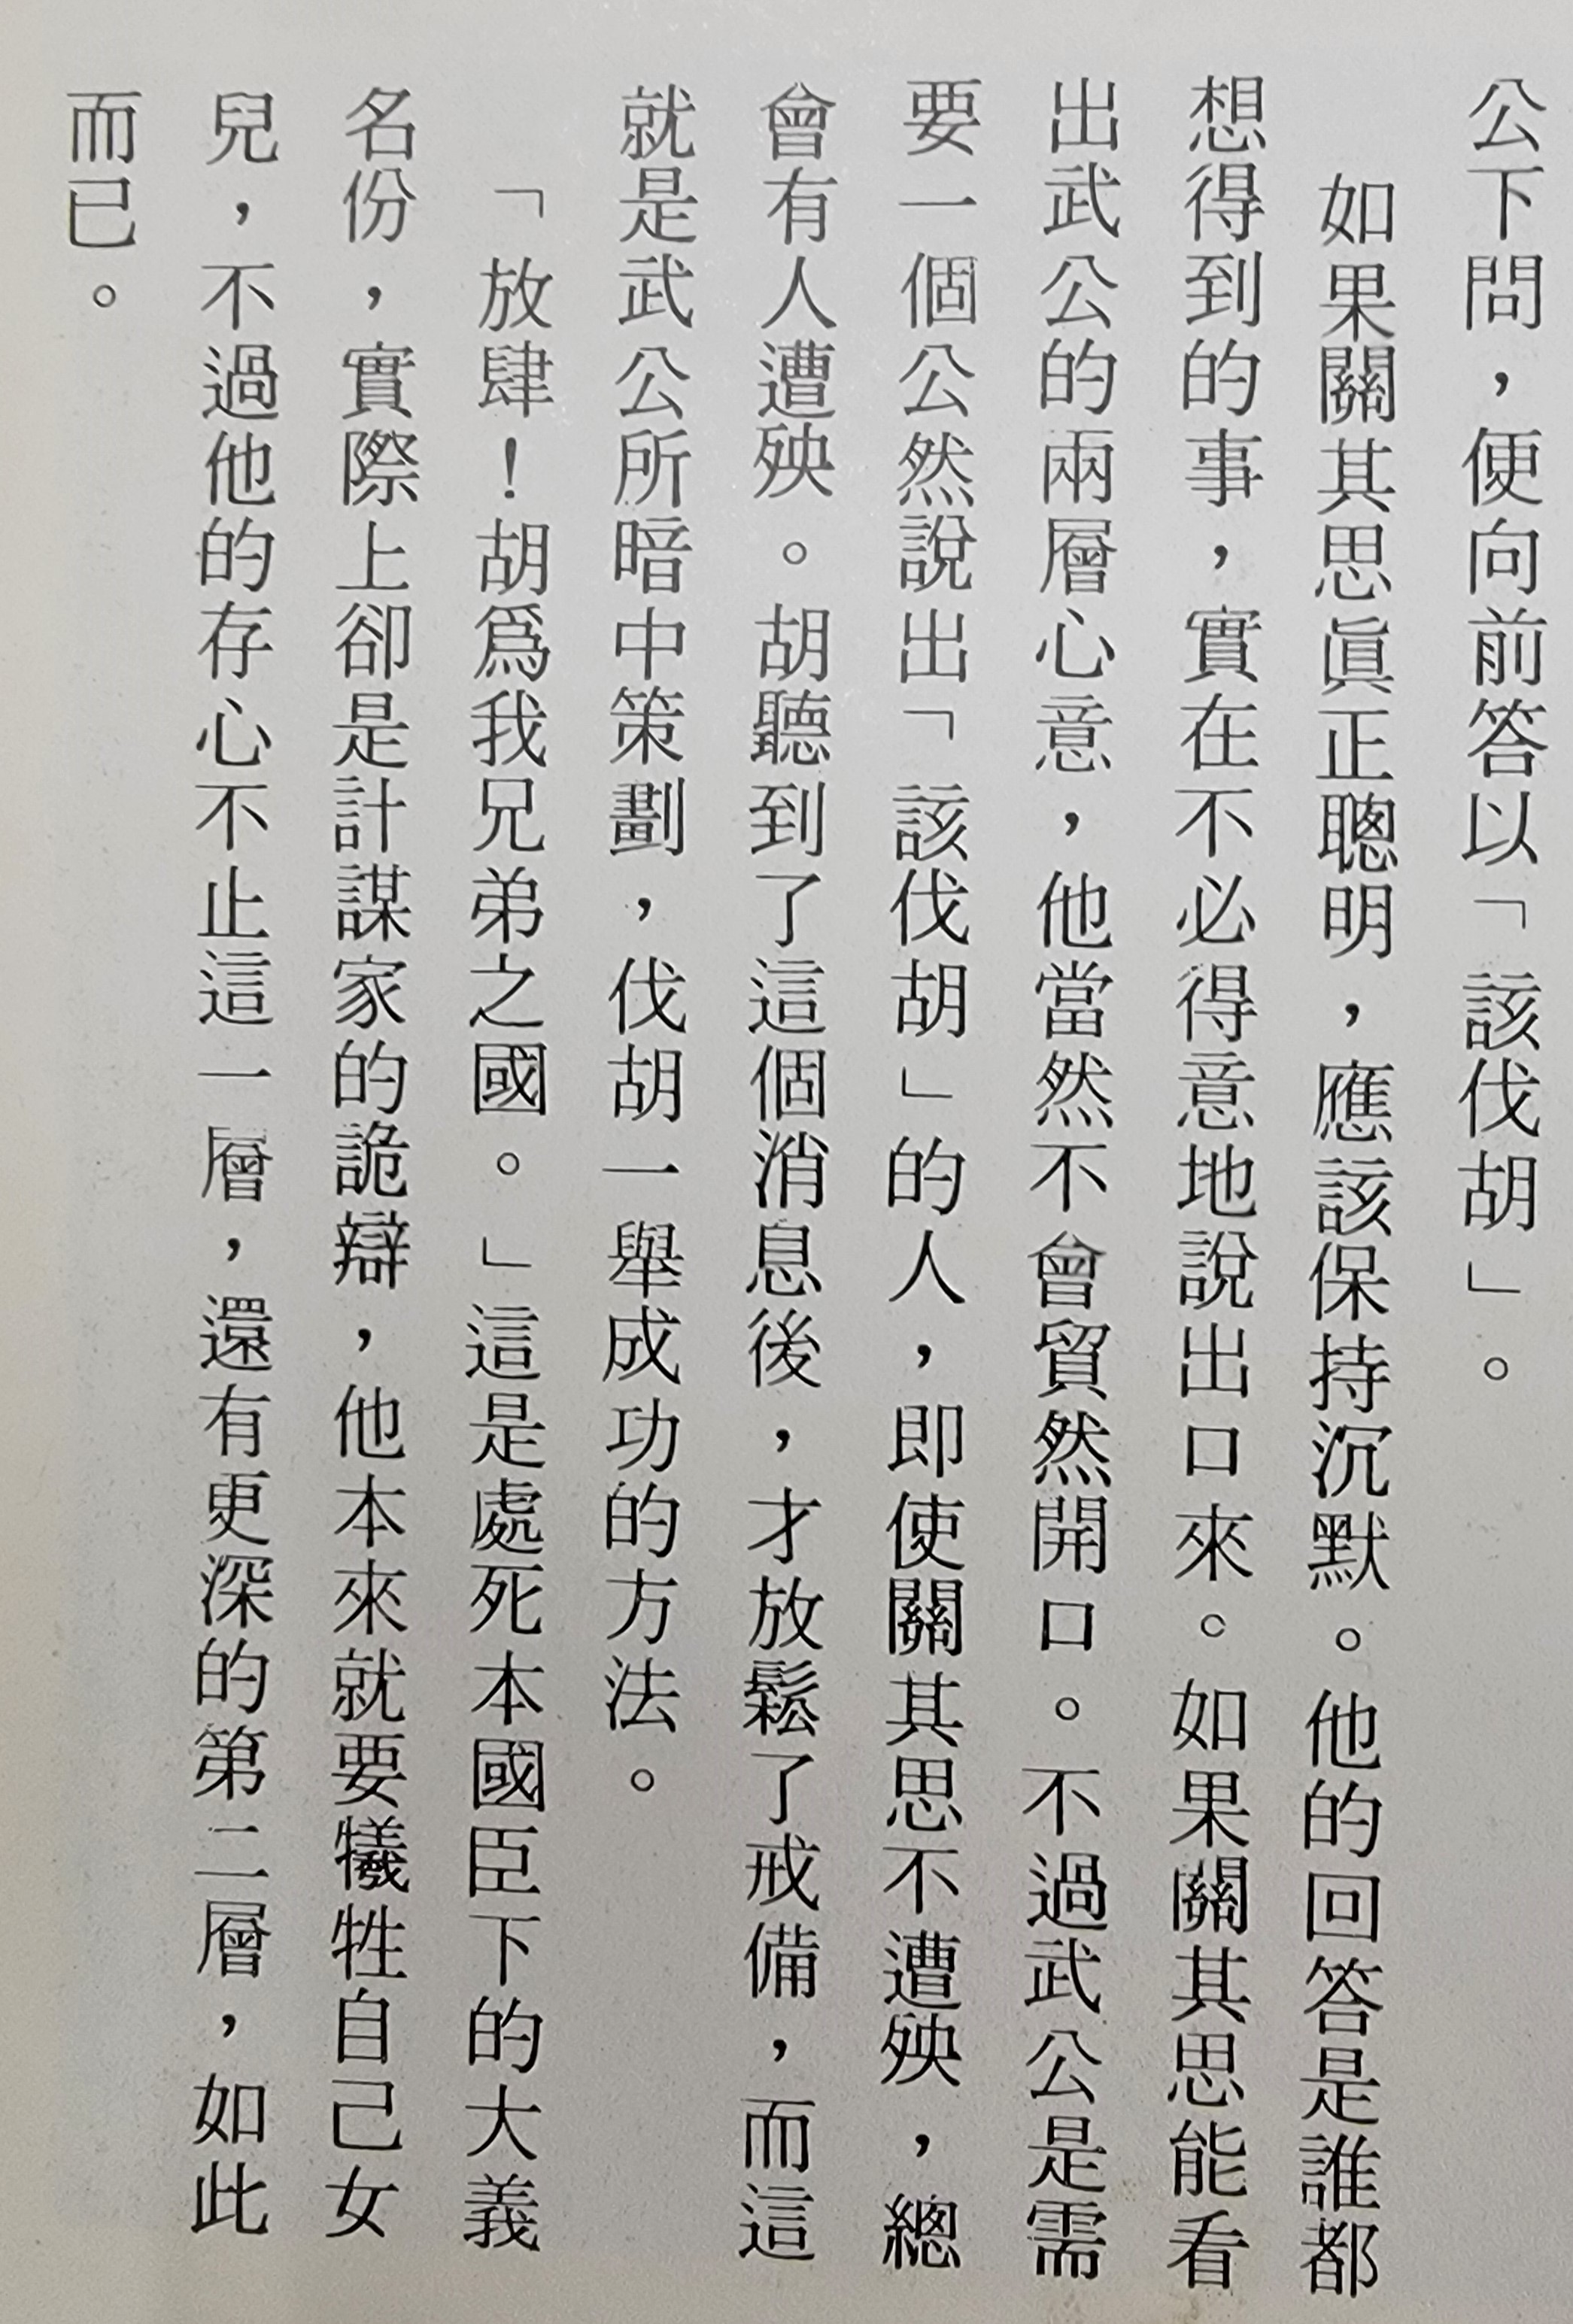 公下問，便向前答以「該伐胡」。
如果關其思眞正聰明，應該保持沉默。他的回答是誰都
想得到的事，實在不必得意地說出口來。如果關其思能看
出武公的兩層心意，他當然不會貿然開口。不過武公是需
要一個公然說出「該伐胡」的人，即使關其思不遭殃，總
會有人遭殃。胡聽到了這個消息後，才放鬆了戒備，而這
就是武公所暗中策劃，伐胡一舉成功的方法。
「放肆！胡爲我兄弟之國。」這是處死本國臣下的大義
名份，實際上卻是計謀家的詭辯，他本來就要犧牲自己女
兒，不過他的存心不止這一層，還有更深的第二層，如此
而已。